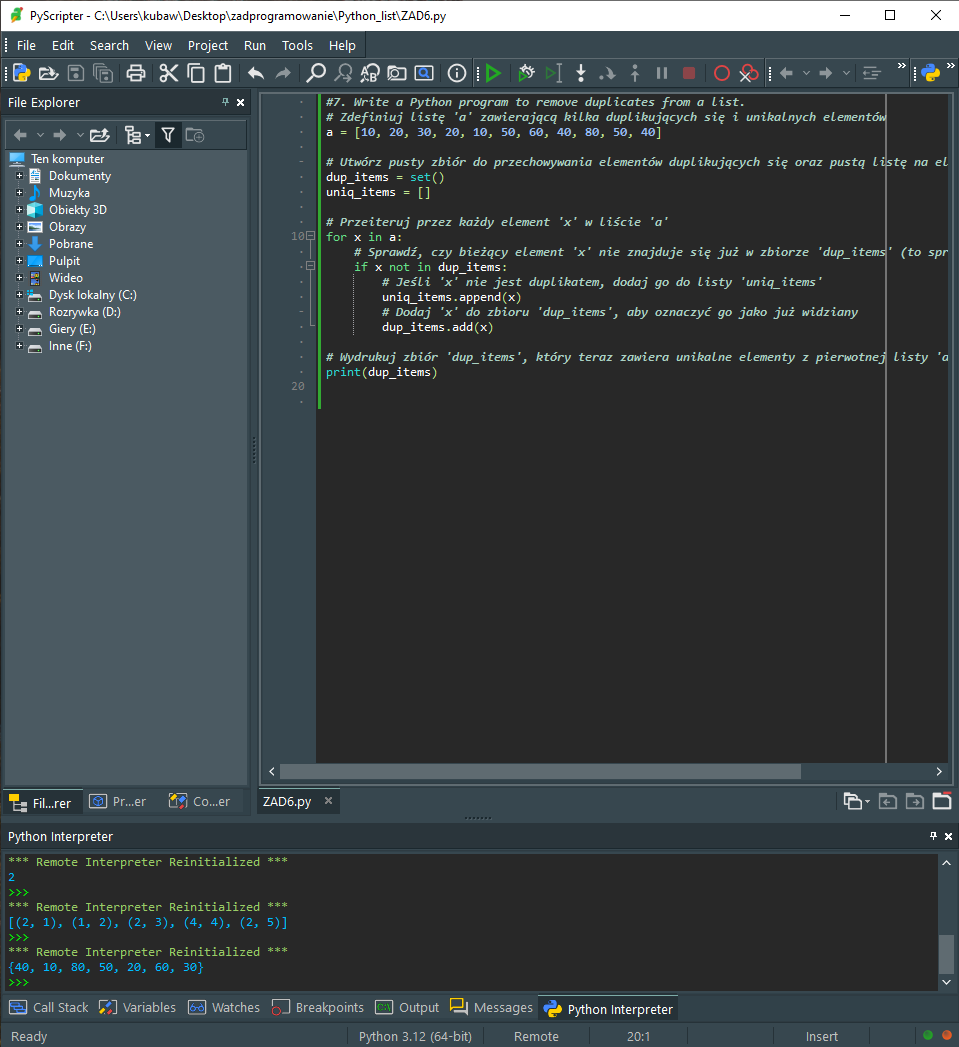 PyScripter - C:\Users\kubaw\Desktop\zadprogramowanie\Python_list\ZAD6.py
File Edit Search View Project Run Tools Help
File Explorer
Ten komputer
Dokumenty
Muzyka
Obiekty 3D
Obrazy
Pobrane
Pulpit
Wideo
Dysk lokalny (C:)
Rozrywka (D:)
Giery (E:)
Inne (F:)
Fil...rer Pr...er Co...er
#7. Write a Python program to remove duplicates from a list.
# Zdefiniuj listę 'a' zawierającą kilka duplikujących się i unikalnych elementów
a = [10, 20, 30, 20, 10, 50, 60, 40, 80, 50, 40]
# Utwórz pusty zbiór do przechowywania elementów duplikujących się oraz pustą listę na el
dup_items = set()
uniq_items = []
# Przeiteruj przez każdy element 'x' w liście 'a'
10 for x in a:
# Sprawdź, czy bieżący element 'x' nie znajduje się już w zbiorze 'dup_items' (to spr
if x not in dup_items:
# Jeśli 'x' nie jest duplikatem, dodaj go do listy 'uniq_items'
uniq_items.append(x)
# Dodaj 'x' do zbioru 'dup_items', aby oznaczyć go jako już widziany
dup_items.add(x)
# Wydrukuj zbiór 'dup_items', który teraz zawiera unikalne elementy z pierwotnej listy 'a
print(dup_items)
20
ZAD6.py
Python Interpreter
*** Remote Interpreter Reinitialized ***
2
>>>
*** Remote Interpreter Reinitialized ***
[(2, 1), (1, 2), (2, 3), (4, 4), (2, 5)]
>>>
*** Remote Interpreter Reinitialized ***
{40, 10, 80, 50, 20, 60, 30}
>>>
Call Stack Variables Watches Breakpoints Output Messages Python Interpreter
Ready Python 3.12 (64-bit) Remote 20:1 Insert